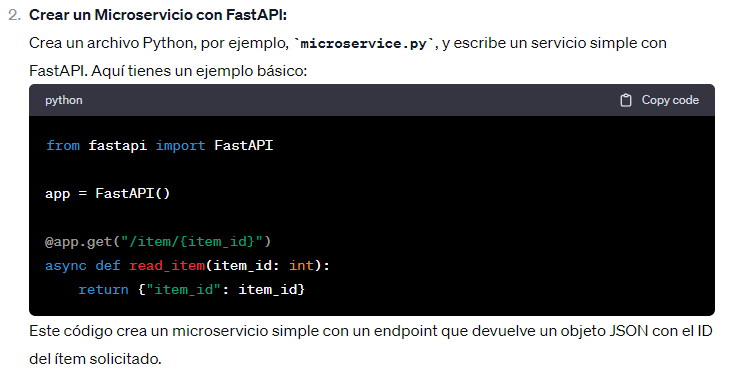 2. Crear un Microservicio con FastAPI:
Crea un archivo Python, por ejemplo, `microservice.py`, y escribe un servicio simple con
FastAPI. Aquí tienes un ejemplo básico:
python Copy code
from fastapi import FastAPI
app = FastAPI()
@app.get("/item/{item_id}")
async def read_item(item_id: int):
    return {"item_id": item_id}
Este código crea un microservicio simple con un endpoint que devuelve un objeto JSON con el ID
del ítem solicitado.